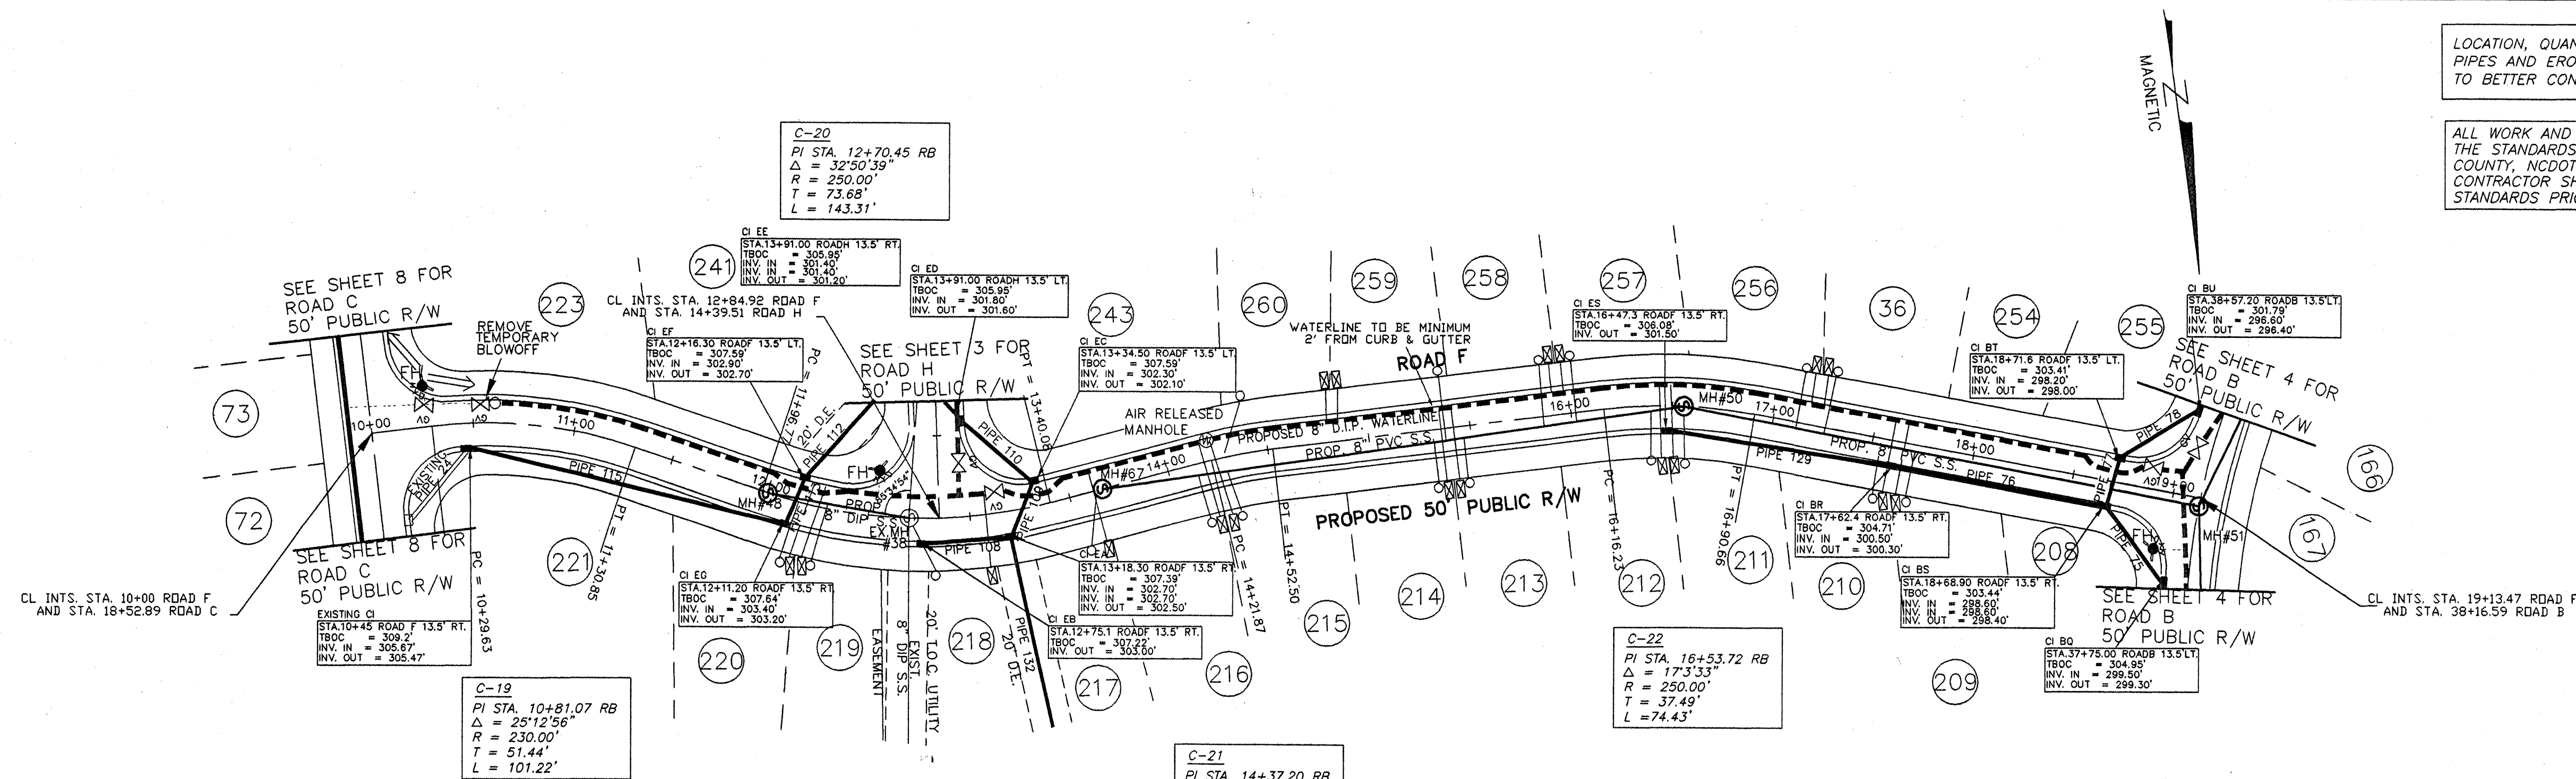 LOCATION, QUAN
PIPES AND ERO
TO BETTER CON
ALL WORK AND
THE STANDARDS
COUNTY, NCDOT
CONTRACTOR SH
STANDARDS PRI
MAGNETIC
C-20
PI STA. 12+70.45 RB
Δ = 32°50'39"
R = 250.00'
T = 73.68'
L = 143.31'
CI EE
STA.13+91.00 ROADH 13.5' RT.
TBOC = 305.95'
INV. IN = 301.40'
INV. IN = 301.40'
INV. OUT = 301.20'
CI ED
STA.13+91.00 ROADH 13.5' LT.
TBOC = 305.95'
INV. IN = 301.80'
INV. OUT = 301.60'
CL INTS. STA. 12+84.92 ROAD F
AND STA. 14+39.51 ROAD H
CI EF
STA.12+16.30 ROADF 13.5' LT.
TBOC = 307.59'
INV. IN = 302.90'
INV. OUT = 302.70'
SEE SHEET 3 FOR
ROAD H
50' PUBLIC R/W
CI EC
STA.13+34.50 ROADF 13.5' LT.
TBOC = 307.59'
INV. IN = 302.30'
INV. OUT = 302.10'
SEE SHEET 8 FOR
ROAD C
50' PUBLIC R/W
REMOVE
TEMPORARY
BLOWOFF
WATERLINE TO BE MINIMUM
2' FROM CURB & GUTTER
ROAD F
CI ES
STA.16+47.3 ROADF 13.5' RT.
TBOC = 306.08'
INV. OUT = 301.50'
CI BT
STA.18+71.6 ROADF 13.5' LT.
TBOC = 303.41'
INV. IN = 298.20'
INV. OUT = 298.00'
CI BU
STA.38+57.20 ROADB 13.5'LT.
TBOC = 301.79'
INV. IN = 296.60'
INV. OUT = 296.40'
SEE SHEET 4 FOR
ROAD B
50' PUBLIC R/W
73
72
223
241
243
260
259
258
257
256
36
254
255
166
167
221
220
219
218
217
216
215
214
213
212
211
210
209
208
FH
GV
GV
10+00
11+00
12+00
14+00
16+00
17+00
18+00
19+00
EXISTING
PIPE 24
PIPE 115
PIPE 112
20' D.E.
PIPE 110
PIPE 108
PIPE 132
20' D.E.
PIPE 129
PIPE 76
PIPE 78
PIPE 75
PC = 10+29.63
PT = 11+30.85
PC = 11+96.77
PT = 13+40.08
PC = 14+21.87
PT = 14+52.50
PC = 16+16.23
PT = 16+90.66
85°34'54"
FH
GV
GV
MH#48
PROP.
8" DIP S.S.
EX.MH
#38
MH#67
AIR RELEASED
MANHOLE
PROPOSED 8" D.I.P. WATERLINE
PROP. 8" PVC S.S.
MH#50
PROP. 8" PVC S.S.
PROPOSED 50' PUBLIC R/W
GV
FH
MH#51
EASEMENT
8" DIP S.S.
EXIST.
20' T.O.C. UTILITY
SEE SHEET 8 FOR
ROAD C
50' PUBLIC R/W
CL INTS. STA. 10+00 ROAD F
AND STA. 18+52.89 ROAD C
EXISTING CI
STA.10+45 ROAD F 13.5' RT.
TBOC = 309.2'
INV. IN = 305.67'
INV. OUT = 305.47'
CI EG
STA.12+11.20 ROADF 13.5' RT.
TBOC = 307.64'
INV. IN = 303.40'
INV. OUT = 303.20'
CI EA
STA.13+18.30 ROADF 13.5' RT.
TBOC = 307.39'
INV. IN = 302.70'
INV. IN = 302.70'
INV. OUT = 302.50'
CI EB
STA.12+75.1 ROADF 13.5' RT.
TBOC = 307.22'
INV. OUT = 303.00'
CI BR
STA.17+62.4 ROADF 13.5' RT.
TBOC = 304.71'
INV. IN = 300.50'
INV. OUT = 300.30'
CI BS
STA.18+68.90 ROADF 13.5' RT.
TBOC = 303.44'
INV. IN = 298.60'
INV. IN = 298.60'
INV. OUT = 298.40'
SEE SHEET 4 FOR
ROAD B
50' PUBLIC R/W
CI BQ
STA.37+75.00 ROADB 13.5'LT.
TBOC = 304.95'
INV. IN = 299.50'
INV. OUT = 299.30'
CL INTS. STA. 19+13.47 ROAD F
AND STA. 38+16.59 ROAD B
C-19
PI STA. 10+81.07 RB
Δ = 25°12'56"
R = 230.00'
T = 51.44'
L = 101.22'
C-22
PI STA. 16+53.72 RB
Δ = 17°3'33"
R = 250.00'
T = 37.49'
L =74.43'
C-21
PI STA. 14+37.20 RB